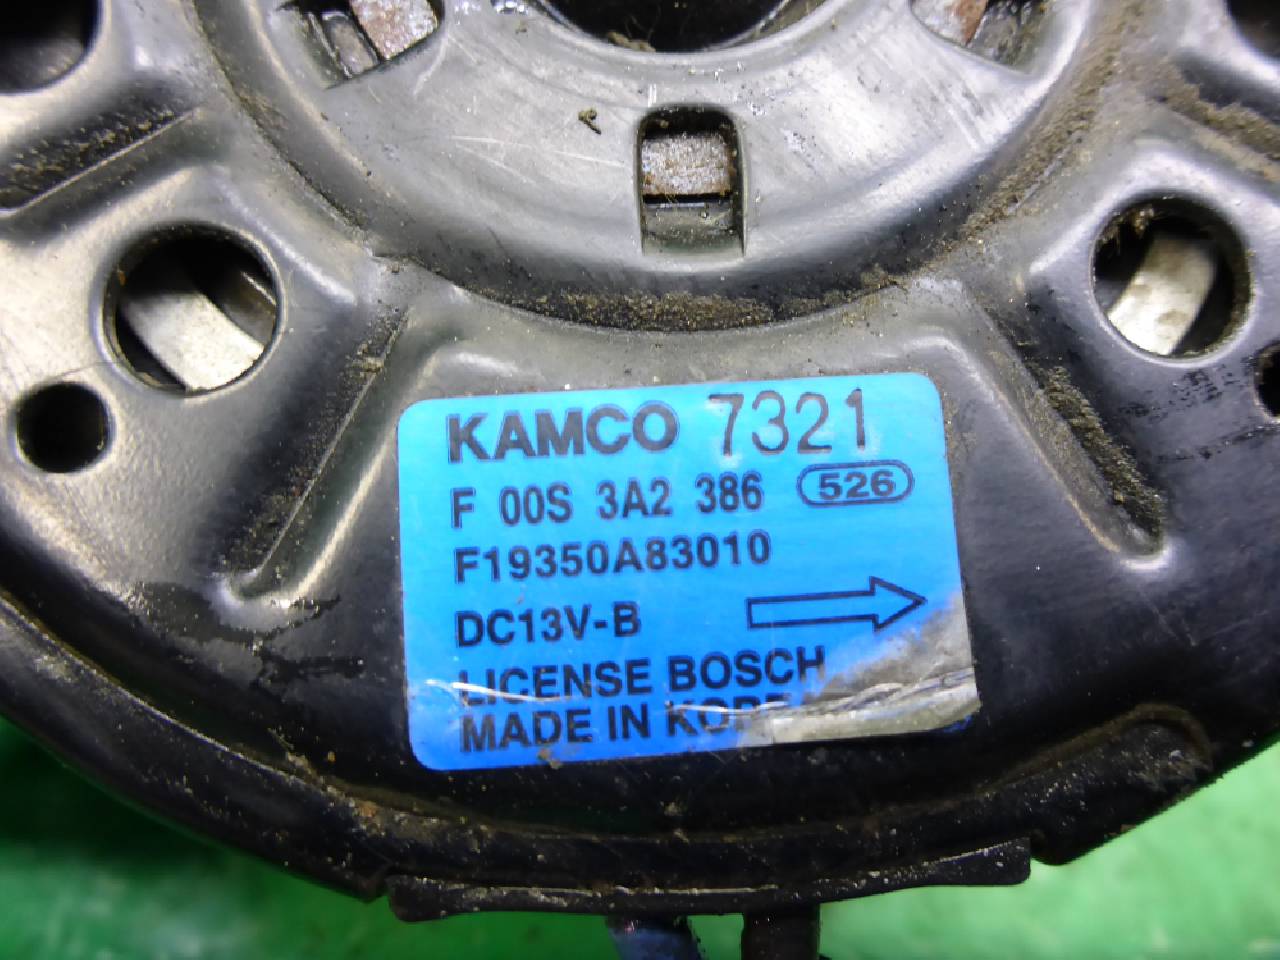 KAMCO 7321
F 00S 3A2 386 526
F19350A83010
DC13V-B
LICENSE BOSCH
MADE IN